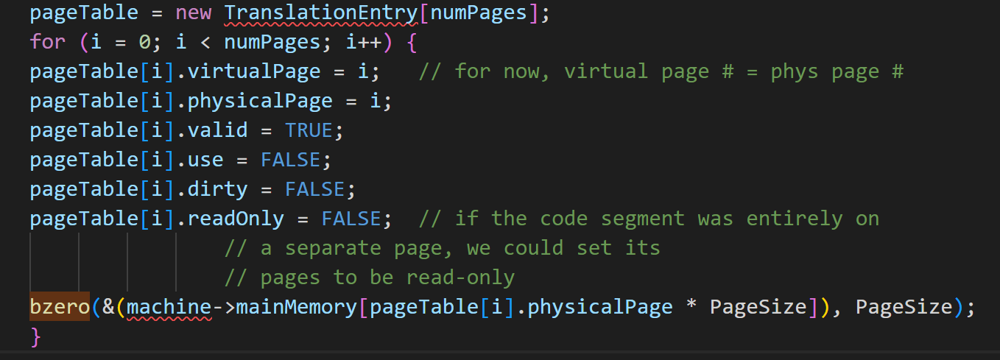 pageTable = new TranslationEntry[numPages];
for (i = 0; i < numPages; i++) {
pageTable[i].virtualPage = i;   // for now, virtual page # = phys page #
pageTable[i].physicalPage = i;
pageTable[i].valid = TRUE;
pageTable[i].use = FALSE;
pageTable[i].dirty = FALSE;
pageTable[i].readOnly = FALSE;  // if the code segment was entirely on
                // a separate page, we could set its
                // pages to be read-only
bzero(&(machine->mainMemory[pageTable[i].physicalPage * PageSize]), PageSize);
}